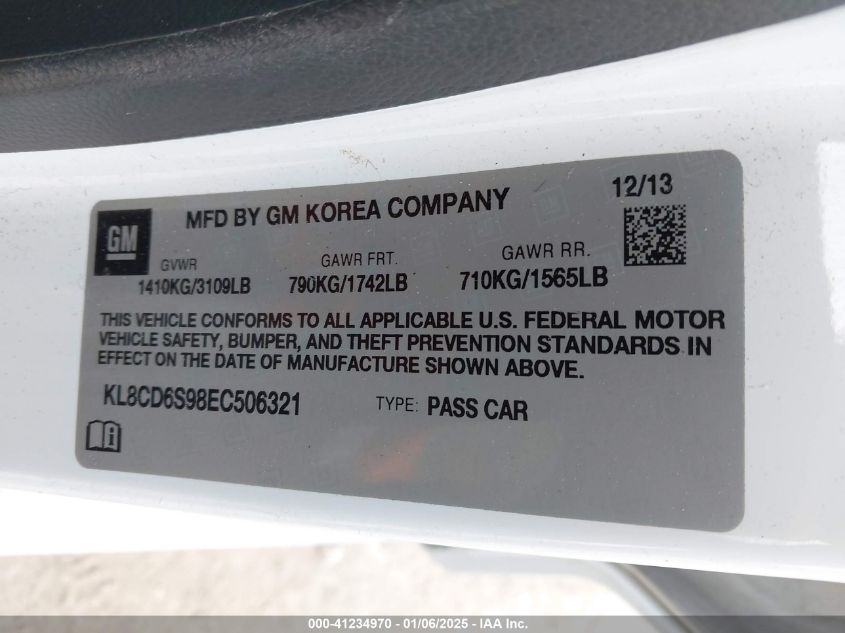 GM
MFD BY GM KOREA COMPANY
12/13
GVWR GAWR FRT. GAWR RR.
1410KG/3109LB 790KG/1742LB 710KG/1565LB
THIS VEHICLE CONFORMS TO ALL APPLICABLE U.S. FEDERAL MOTOR
VEHICLE SAFETY, BUMPER, AND THEFT PREVENTION STANDARDS IN
EFFECT ON THE DATE OF MANUFACTURE SHOWN ABOVE.
KL8CD6S98EC506321 TYPE: PASS CAR
000-41234970 - 01/06/2025 - IAA Inc.